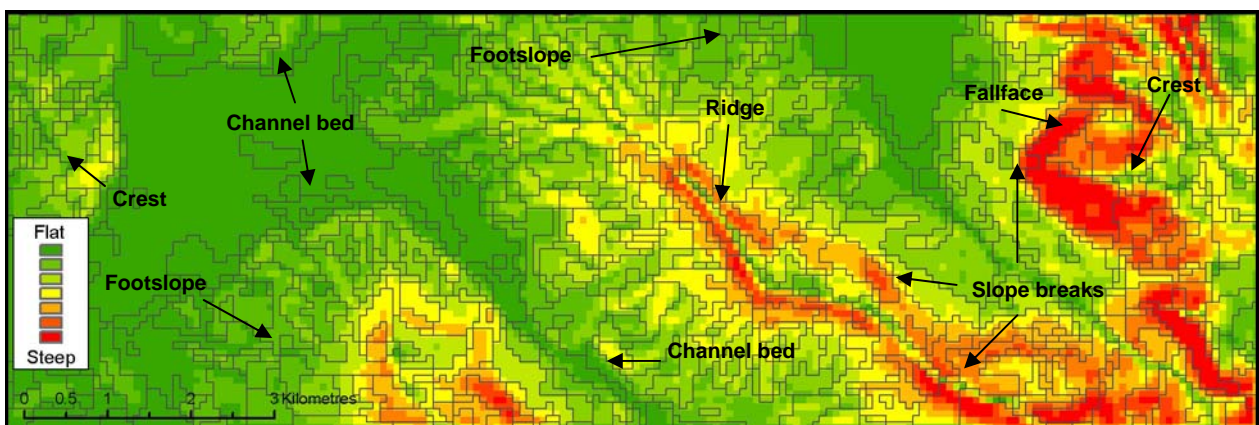 Footslope
Ridge
Fallface
Crest
Channel bed
Crest
Flat
Steep
Footslope
Slope breaks
Channel bed
0 0.5 1 2 3 Kilometres